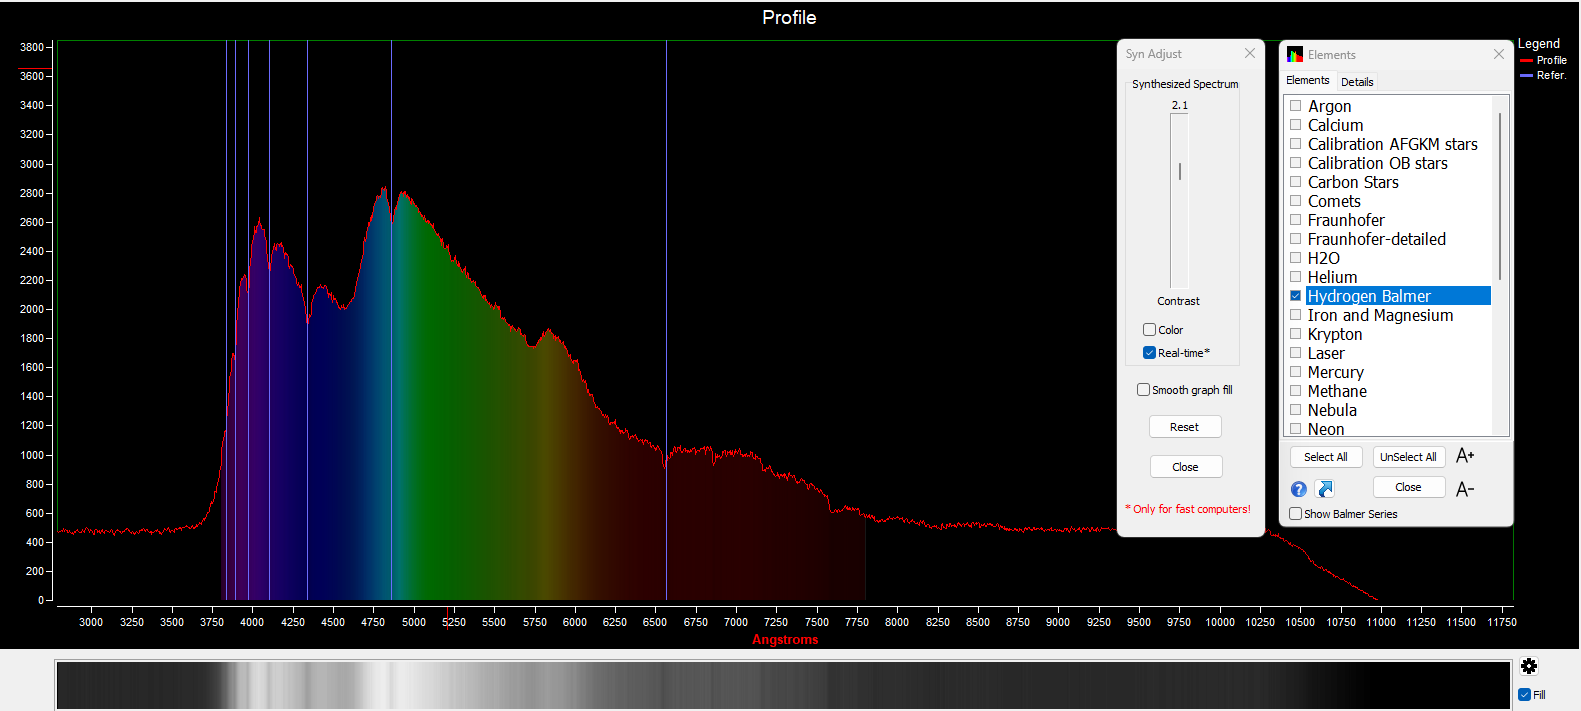 Profile
3800
3600
3400
3200
3000
2800
2600
2400
2200
2000
1800
1600
1400
1200
1000
800
600
400
200
0
3000 3250 3500 3750 4000 4250 4500 4750 5000 5250 5500 5750 6000 6250 6500 6750 7000 7250 7500 7750 8000 8250 8500 8750 9000 9250 9500 9750 10000 10250 10500 10750 11000 11250 11500 11750
Angstroms
Syn Adjust
Synthesized Spectrum
2.1
Contrast
Color
Real-time*
Smooth graph fill
Reset
Close
* Only for fast computers!
Elements
Elements Details
Argon
Calcium
Calibration AFGKM stars
Calibration OB stars
Carbon Stars
Comets
Fraunhofer
Fraunhofer-detailed
H2O
Helium
Hydrogen Balmer
Iron and Magnesium
Krypton
Laser
Mercury
Methane
Nebula
Neon
Select All UnSelect All A+
? Close A-
Show Balmer Series
Legend
Profile
Refer.
Fill